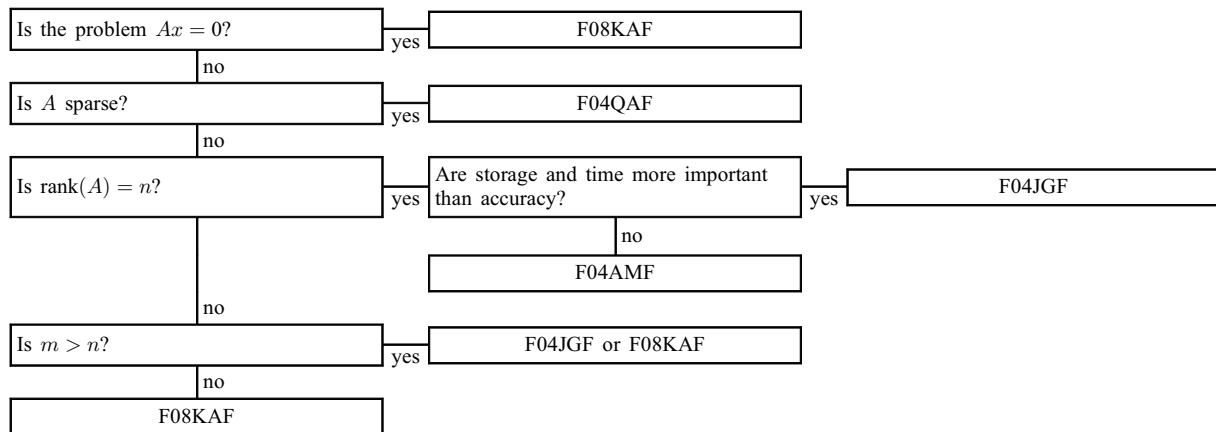 Is the problem Ax = 0?
yes
F08KAF
no
Is A sparse?
yes
F04QAF
no
Is rank(A) = n?
yes
Are storage and time more important
than accuracy?
yes
F04JGF
no
F04AMF
no
Is m > n?
yes
F04JGF or F08KAF
no
F08KAF